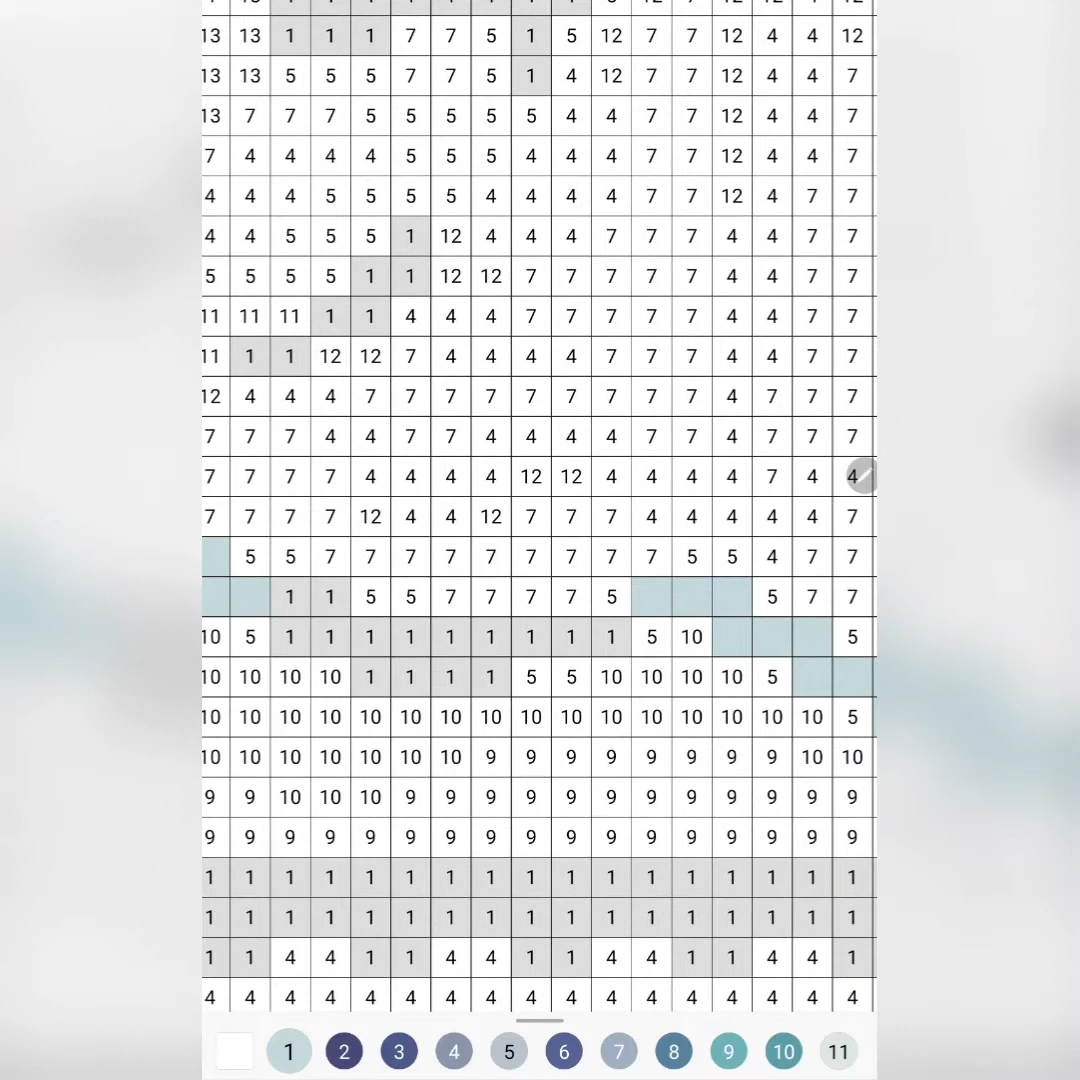 13 13 1 1 1 7 7 5 1 5 12 7 7 12 4 4 12
13 13 5 5 5 7 7 5 1 4 12 7 7 12 4 4 7
13 7 7 7 5 5 5 5 5 4 4 7 7 12 4 4 7
7 4 4 4 4 5 5 5 4 4 4 7 7 12 4 4 7
4 4 4 5 5 5 5 4 4 4 4 7 7 12 4 7 7
4 4 5 5 5 1 12 4 4 4 7 7 7 4 4 7 7
5 5 5 5 1 1 12 12 7 7 7 7 7 4 4 7 7
11 11 11 1 1 4 4 4 7 7 7 7 7 4 4 7 7
11 1 1 12 12 7 4 4 4 4 7 7 7 4 4 7 7
12 4 4 4 7 7 7 7 7 7 7 7 7 4 7 7 7
7 7 7 4 4 7 7 4 4 4 4 7 7 4 7 7 7
7 7 7 7 4 4 4 4 12 12 4 4 4 4 7 4 4
7 7 7 7 12 4 4 12 7 7 7 4 4 4 4 4 7
5 5 7 7 7 7 7 7 7 7 7 5 5 4 7 7
1 1 5 5 7 7 7 7 5 5 7 7
10 5 1 1 1 1 1 1 1 1 1 5 10 5
10 10 10 10 1 1 1 1 5 5 10 10 10 10 5
10 10 10 10 10 10 10 10 10 10 10 10 10 10 10 10 5
10 10 10 10 10 10 10 9 9 9 9 9 9 9 9 10 10
9 9 10 10 10 9 9 9 9 9 9 9 9 9 9 9 9
9 9 9 9 9 9 9 9 9 9 9 9 9 9 9 9 9
1 1 1 1 1 1 1 1 1 1 1 1 1 1 1 1 1
1 1 1 1 1 1 1 1 1 1 1 1 1 1 1 1 1
1 1 4 4 1 1 4 4 1 1 4 4 1 1 4 4 1
4 4 4 4 4 4 4 4 4 4 4 4 4 4 4 4 4
1 2 3 4 5 6 7 8 9 10 11